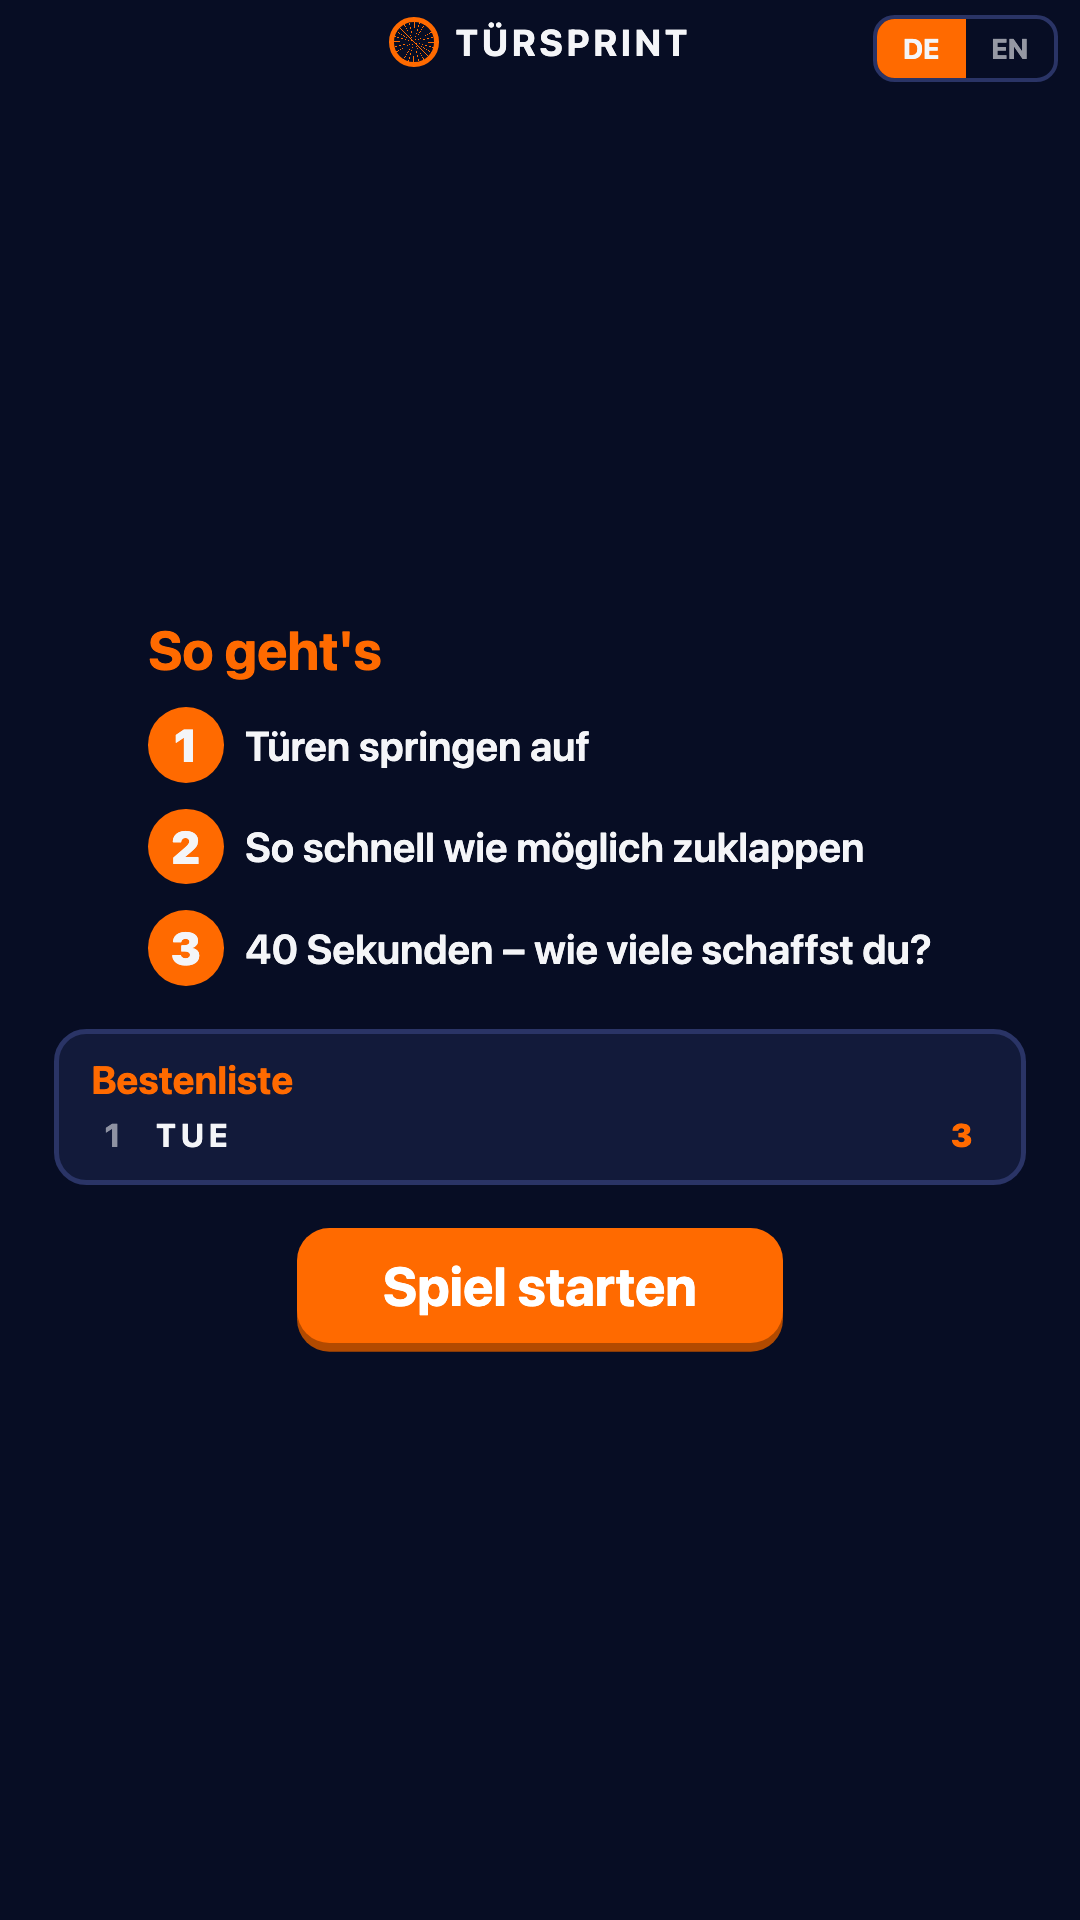 TÜRSPRINT
DE EN
So geht's
1 Türen springen auf
2 So schnell wie möglich zuklappen
3 40 Sekunden – wie viele schaffst du?
Bestenliste
1 TUE 3
Spiel starten